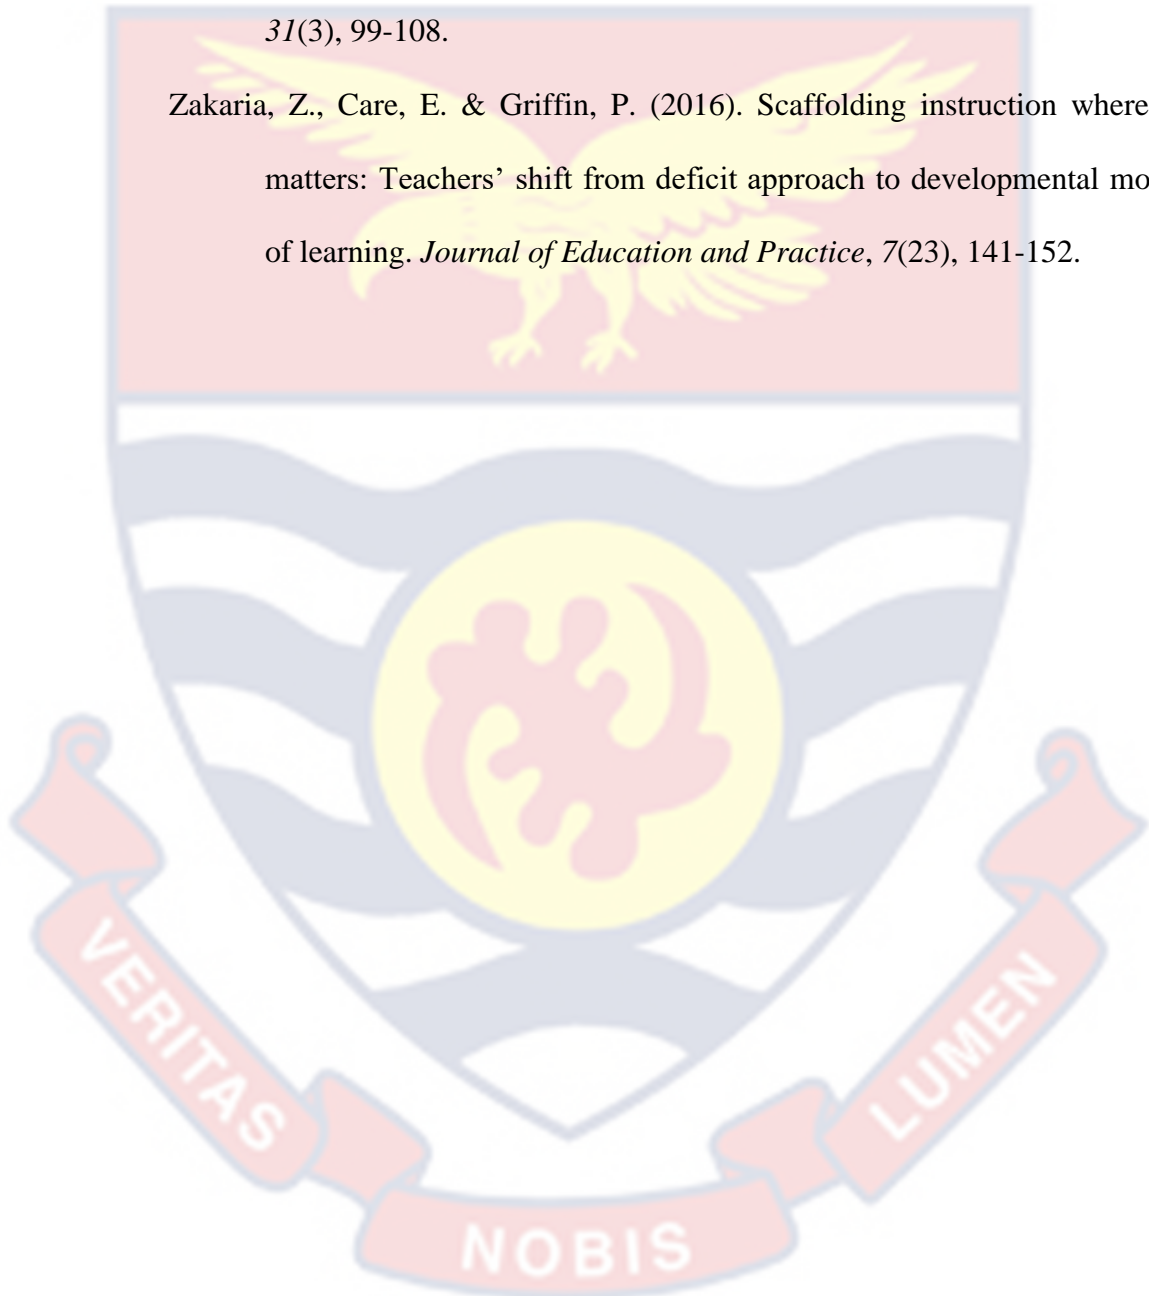 31(3), 99-108.
Zakaria, Z., Care, E. & Griffin, P. (2016). Scaffolding instruction where
matters: Teachers’ shift from deficit approach to developmental mo
of learning. Journal of Education and Practice, 7(23), 141-152.
VERITAS
NOBIS
LUMEN